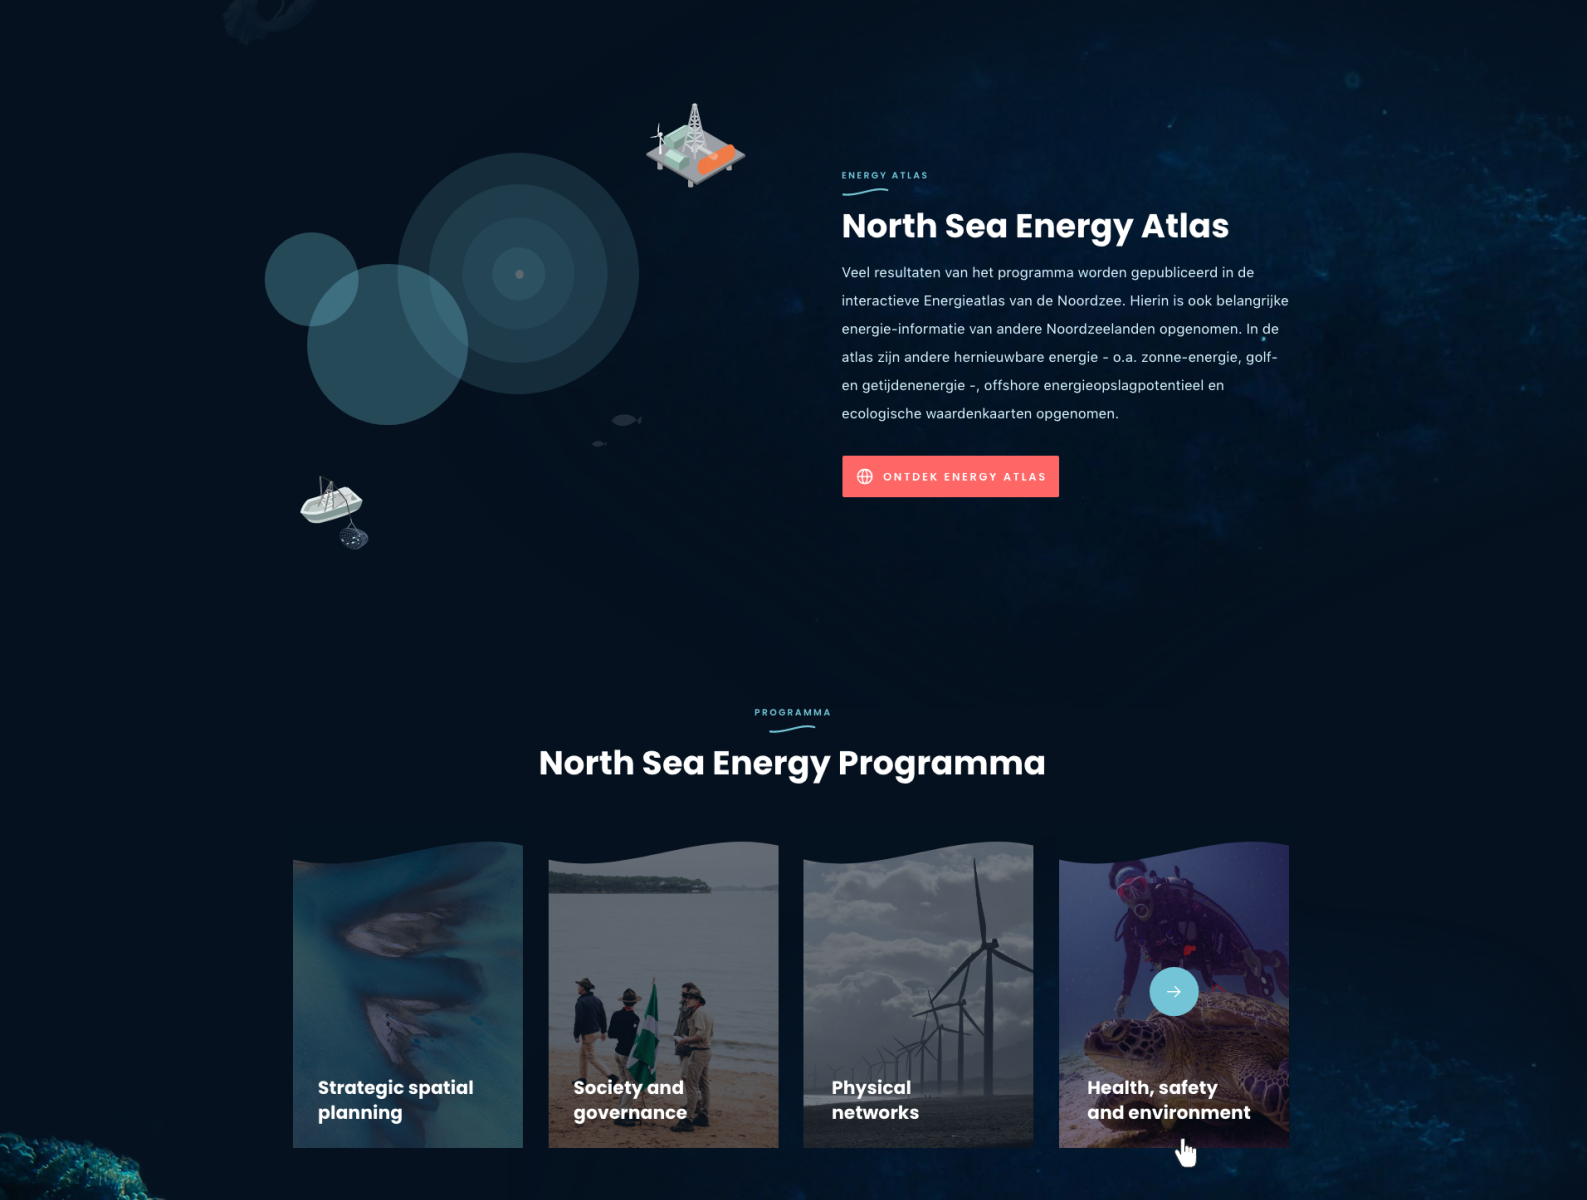 ENERGY ATLAS
North Sea Energy Atlas
Veel resultaten van het programma worden gepubliceerd in de
interactieve Energieatlas van de Noordzee. Hierin is ook belangrijke
energie-informatie van andere Noordzeelanden opgenomen. In de
atlas zijn andere hernieuwbare energie - o.a. zonne-energie, golf-
en getijdenenergie -, offshore energieopslagpotentieel en
ecologische waardenkaarten opgenomen.
ONTDEK ENERGY ATLAS
PROGRAMMA
North Sea Energy Programma
Strategic spatial
planning
Society and
governance
Physical
networks
Health, safety
and environment